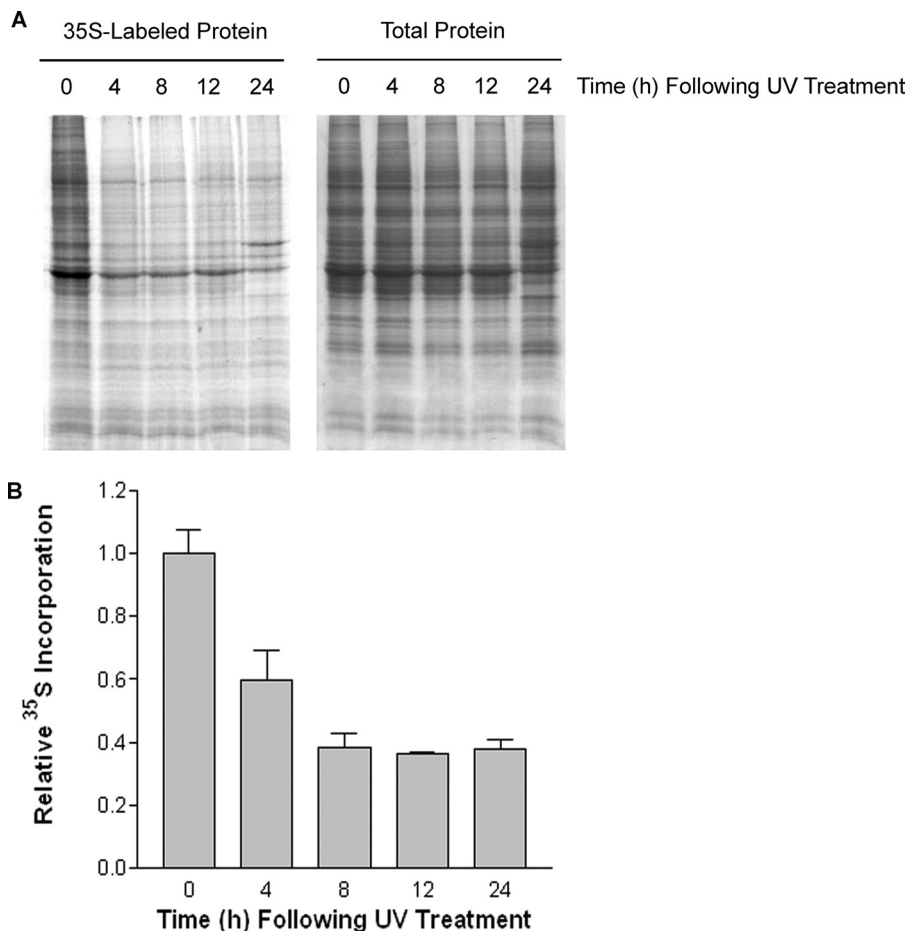 A
35S-Labeled Protein
Total Protein
0 4 8 12 24
0 4 8 12 24
Time (h) Following UV Treatment
B
Relative 35S Incorporation
1.2
1.0
0.8
0.6
0.4
0.2
0.0
0 4 8 12 24
Time (h) Following UV Treatment